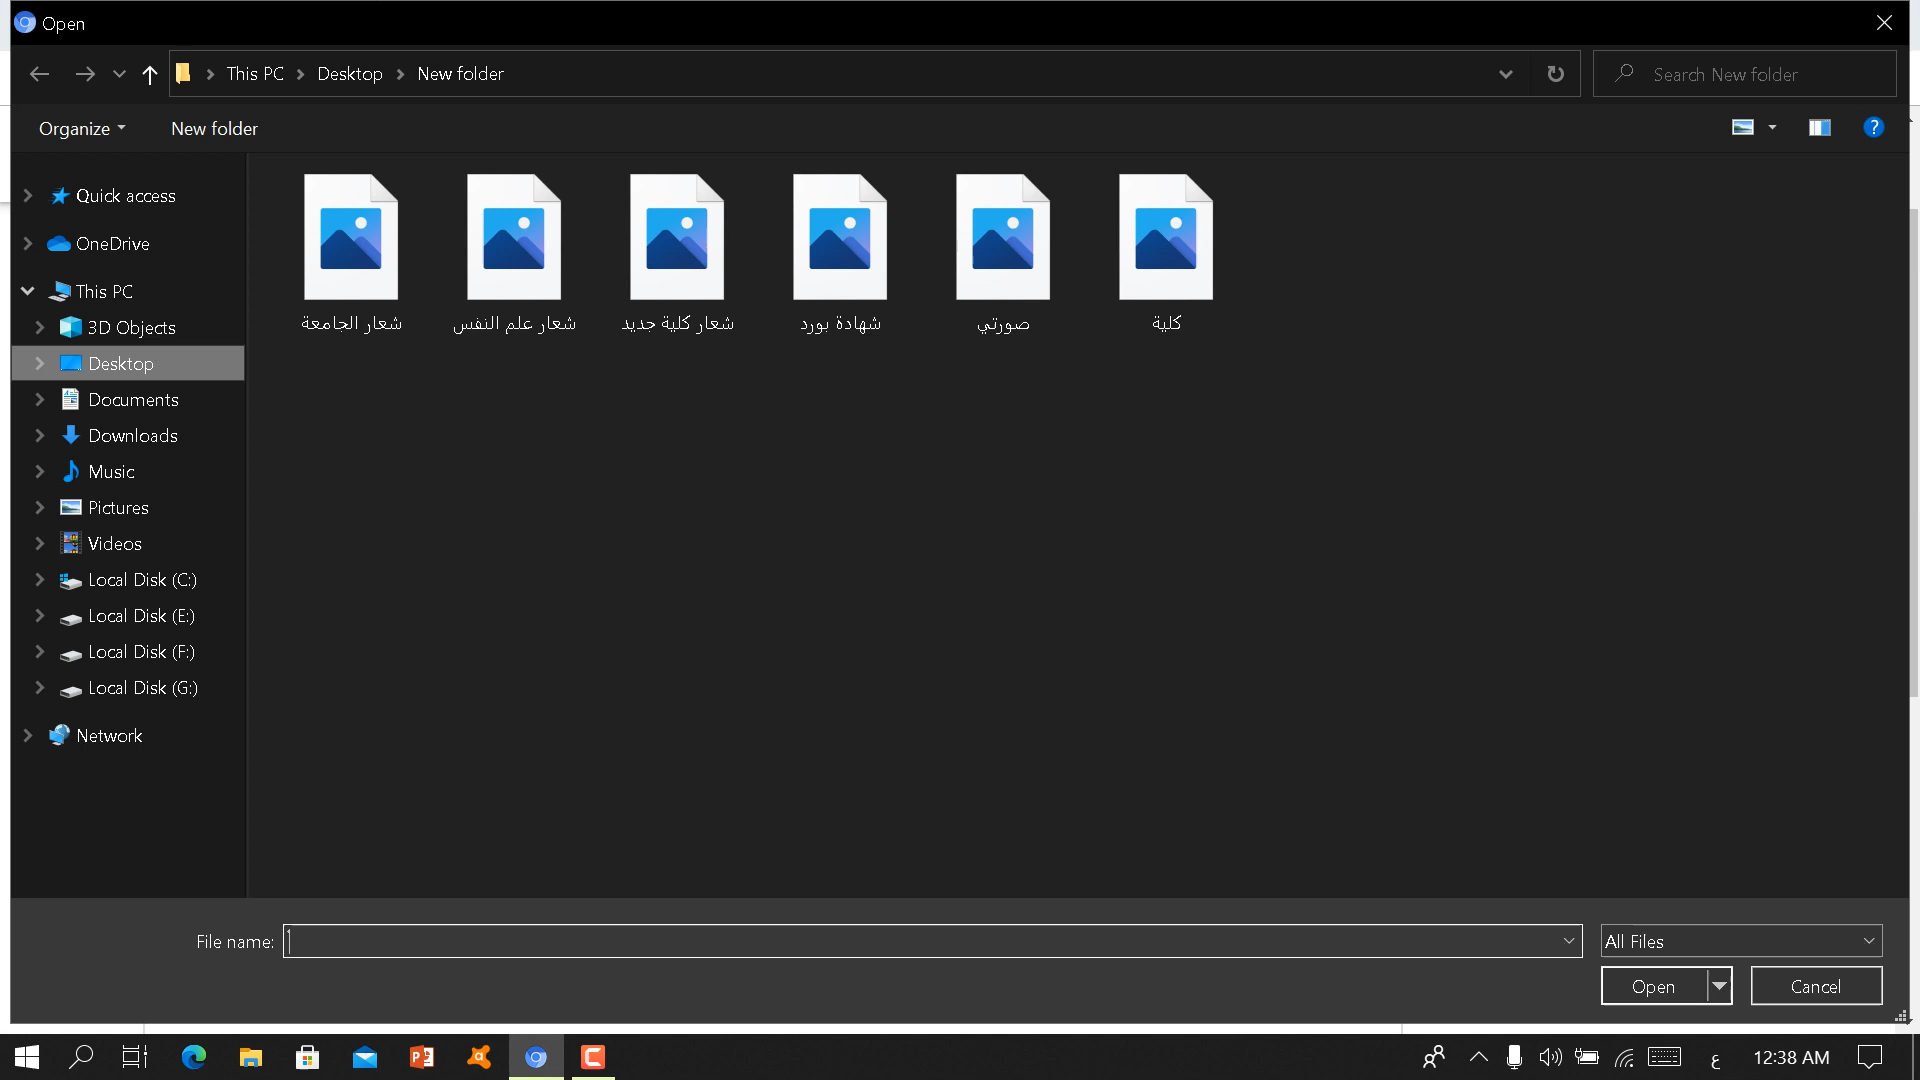 Open
This PC
Desktop
New folder
Search New folder
Organize
New folder
Quick access
OneDrive
This PC
3D Objects
Desktop
Documents
Downloads
Music
Pictures
Videos
Local Disk (C:)
Local Disk (E:)
Local Disk (F:)
Local Disk (G:)
Network
شعار الجامعة
شعار علم النفس
شعار كلية جديد
شهادة بورد
صورتي
كلية
File name:
All Files
Open
Cancel
ع
12:38 AM